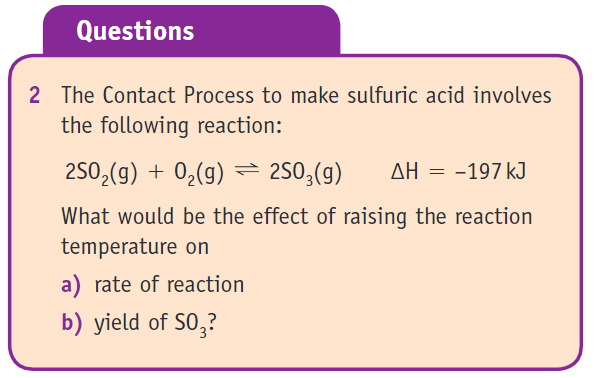 Questions
2 The Contact Process to make sulfuric acid involves
the following reaction:
2SO₂(g) + O₂(g) ⇌ 2SO₃(g) ΔH = –197 kJ
What would be the effect of raising the reaction
temperature on
a) rate of reaction
b) yield of SO₃?